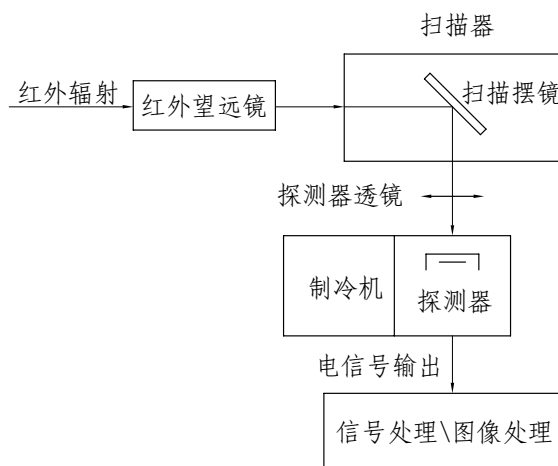 扫描器
红外辐射
红外望远镜
扫描摆镜
探测器透镜
制冷机
探测器
电信号输出
信号处理\图像处理